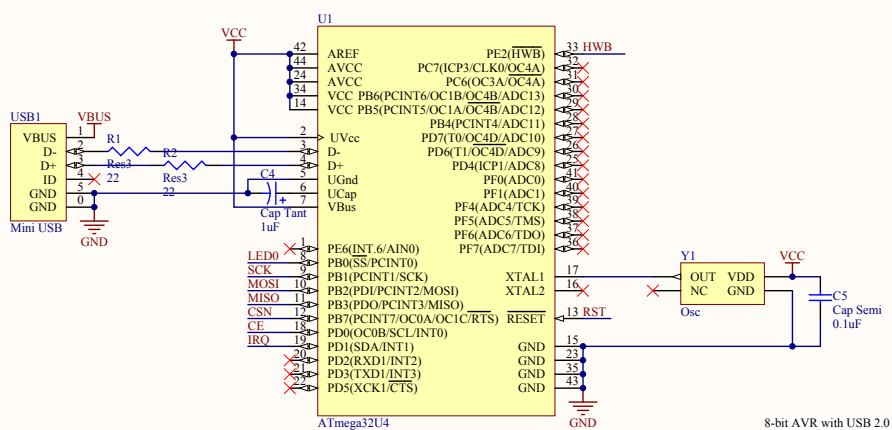 U1
VCC
42 AREF
44 AVCC
24 AVCC
34 VCC
14 VCC
2 UVcc
3 D-
4 D+
5 UGnd
6 UCap
7 VBus
1 PE6(INT.6/AIN0)
LED0 8 PB0(SS/PCINT0)
SCK 9 PB1(PCINT1/SCK)
MOSI 10 PB2(PDI/PCINT2/MOSI)
MISO 11 PB3(PDO/PCINT3/MISO)
CSN 12 PB7(PCINT7/OC0A/OC1C/RTS)
CE 18 PD0(OC0B/SCL/INT0)
IRQ 19 PD1(SDA/INT1)
20 PD2(RXD1/INT2)
21 PD3(TXD1/INT3)
22 PD5(XCK1/CTS)
ATmega32U4
PE2(HWB) 33 HWB
PC7(ICP3/CLK0/OC4A) 32
PC6(OC3A/OC4A) 31
PB6(PCINT6/OC1B/OC4B/ADC13) 30
PB5(PCINT5/OC1A/OC4B/ADC12) 29
PB4(PCINT4/ADC11) 28
PD7(T0/OC4D/ADC10) 27
PD6(T1/OC4D/ADC9) 26
PD4(ICP1/ADC8) 25
PF0(ADC0) 41
PF1(ADC1) 40
PF4(ADC4/TCK) 39
PF5(ADC5/TMS) 38
PF6(ADC6/TDO) 37
PF7(ADC7/TDI) 36
XTAL1 17
XTAL2 16
RESET 13 RST
GND 15
GND 23
GND 35
GND 43
GND
USB1
VBUS 1 VBUS
D- 2
D+ 3
ID 4
GND 5
GND 0
Mini USB
GND
R1
Res3
22
R2
Res3
22
C4
Cap Tant
1uF
Y1
OUT VDD
NC GND
Osc
VCC
C5
Cap Semi
0.1uF
8-bit AVR with USB 2.0